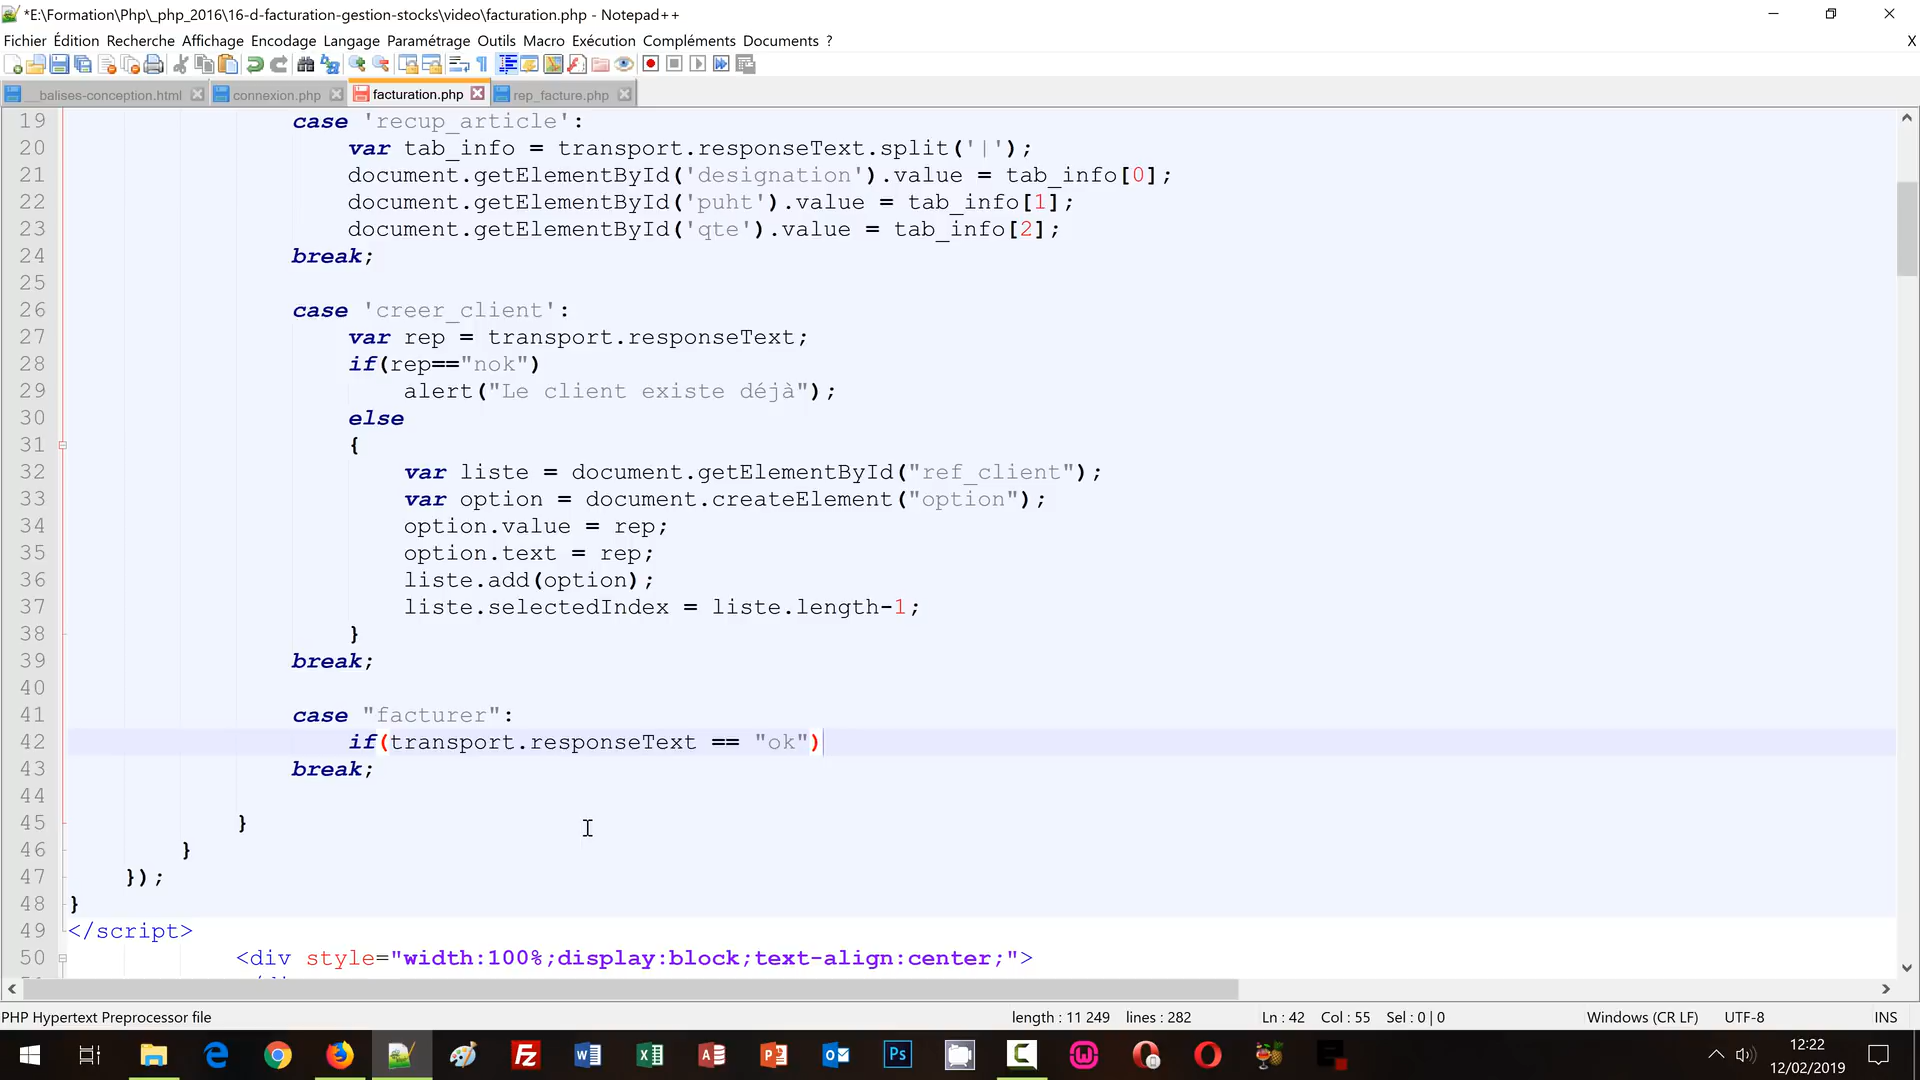 *E:\Formation\Php\_php_2016\16-d-facturation-gestion-stocks\video\facturation.php - Notepad++
Fichier Édition Recherche Affichage Encodage Langage Paramétrage Outils Macro Exécution Compléments Documents ? X
__balises-conception.html connexion.php facturation.php rep_facture.php
19 case 'recup_article':
20 var tab_info = transport.responseText.split('|');
21 document.getElementById('designation').value = tab_info[0];
22 document.getElementById('puht').value = tab_info[1];
23 document.getElementById('qte').value = tab_info[2];
24 break;
25
26 case 'creer_client':
27 var rep = transport.responseText;
28 if(rep=="nok")
29 alert("Le client existe déjà");
30 else
31 {
32 var liste = document.getElementById("ref_client");
33 var option = document.createElement("option");
34 option.value = rep;
35 option.text = rep;
36 liste.add(option);
37 liste.selectedIndex = liste.length-1;
38 }
39 break;
40
41 case "facturer":
42 if(transport.responseText == "ok")
43 break;
44
45 }
46 }
47 });
48 }
49 </script>
50 <div style="width:100%;display:block;text-align:center;">
PHP Hypertext Preprocessor file length : 11 249 lines : 282 Ln : 42 Col : 55 Sel : 0 | 0 Windows (CR LF) UTF-8 INS
12:22
12/02/2019